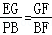 EG/PB = GF/BF